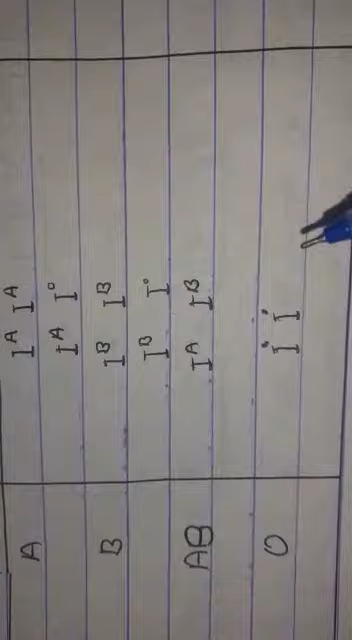 A I^A I^A
I^A I°
B I^B I^B
I^B I°
AB I^A I^B
O I^i I^i